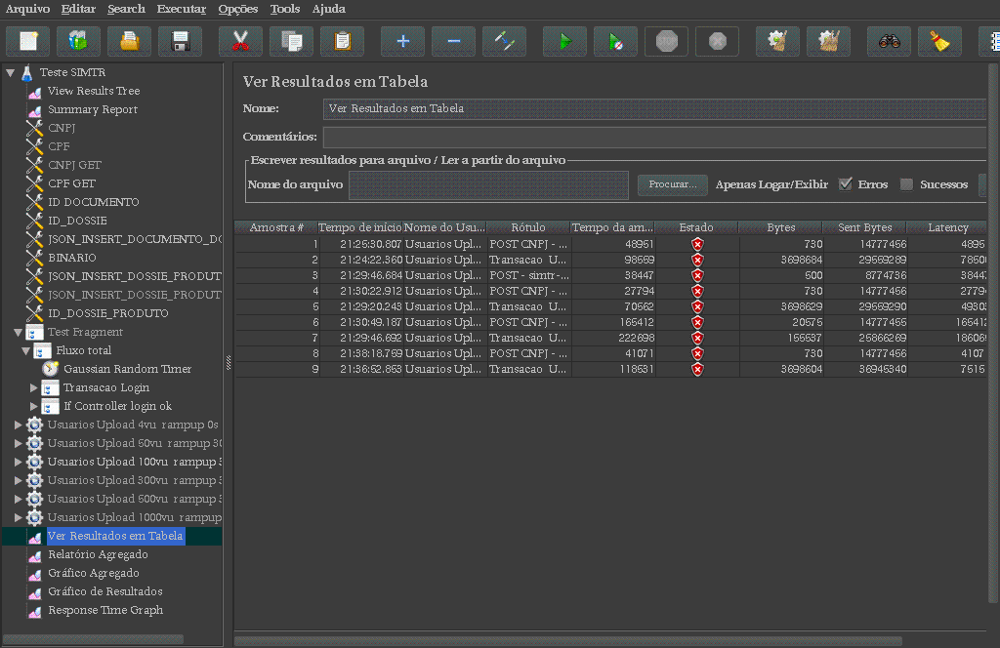 Arquivo Editar Search Executar Opções Tools Ajuda
Teste SIMTR
View Results Tree
Summary Report
CNPJ
CPF
CNPJ GET
CPF GET
ID DOCUMENTO
ID_DOSSIE
JSON_INSERT_DOCUMENTO_DO
BINARIO
JSON_INSERT_DOSSIE_PRODUT
JSON_INSERT_DOSSIE_PRODUT
ID_DOSSIE_PRODUTO
Test Fragment
Fluxo total
Gaussian Random Timer
Transacao Login
If Controller login ok
Usuarios Upload 4vu rampup 0s
Usuarios Upload 50vu rampup 30
Usuarios Upload 100vu rampup
Usuarios Upload 300vu rampup
Usuarios Upload 500vu rampup
Usuarios Upload 1000vu rampup
Ver Resultados em Tabela
Relatório Agregado
Gráfico Agregado
Gráfico de Resultados
Response Time Graph
Ver Resultados em Tabela
Nome: Ver Resultados em Tabela
Comentários:
Escrever resultados para arquivo / Ler a partir do arquivo
Nome do arquivo Procurar... Apenas Logar/Exibir Erros Sucessos
Amostra # Tempo de início Nome do Usu... Rótulo Tempo da am... Estado Bytes Sent Bytes Latency
1 21:25:30.807 Usuarios Upl... POST CNPJ - ... 48951 730 14777456 4895
2 21:24:22.360 Usuarios Upl... Transacao U... 98559 3698684 29559289 7850
3 21:29:46.684 Usuarios Upl... POST - simtr-... 38447 500 8774736 3844
4 21:30:22.912 Usuarios Upl... POST CNPJ - ... 27794 730 14777456 2779
5 21:29:20.243 Usuarios Upl... Transacao U... 70562 3698629 29559290 4930
6 21:30:49.187 Usuarios Upl... POST CNPJ - ... 165412 20575 14777455 16541
7 21:29:46.692 Usuarios Upl... Transacao U... 222698 155537 25866269 18606
8 21:38:18.759 Usuarios Upl... POST CNPJ - ... 41071 730 14777456 4107
9 21:36:52.853 Usuarios Upl... Transacao U... 118531 3698604 36945340 7515